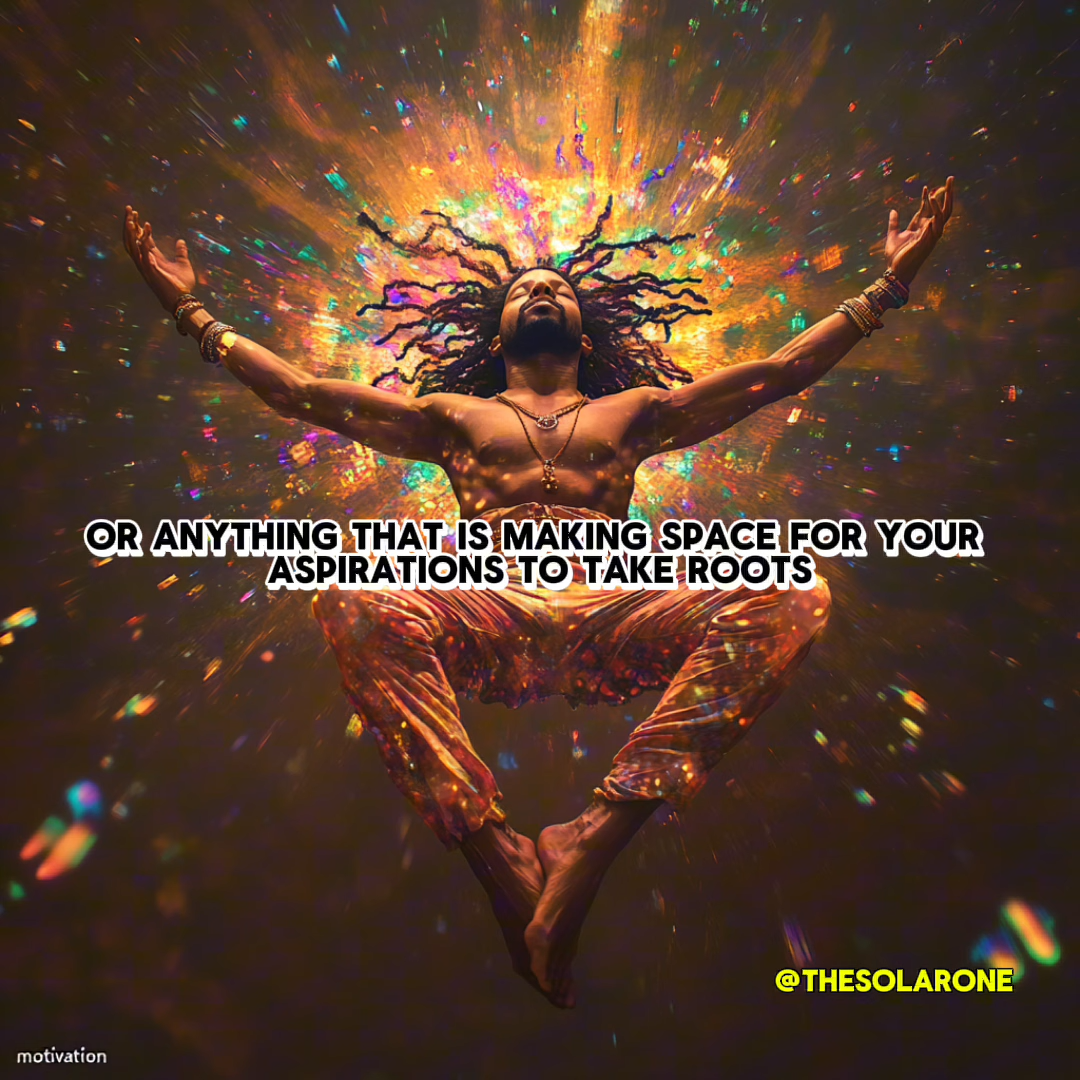 OR ANYTHING THAT IS MAKING SPACE FOR YOUR
ASPIRATIONS TO TAKE ROOTS
@THESOLARONE
motivation